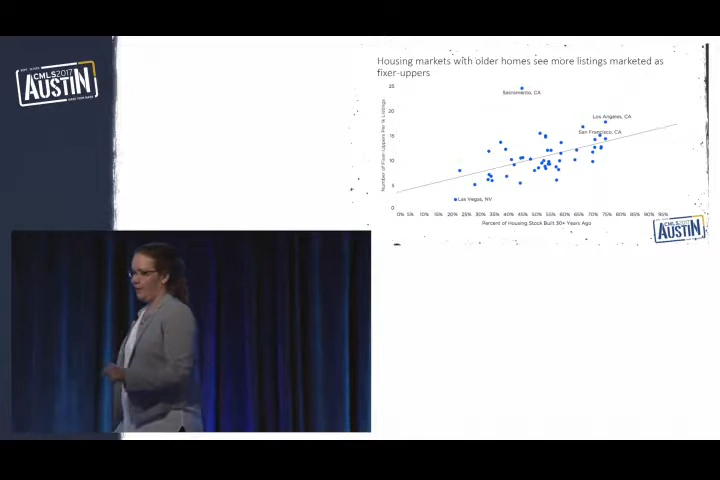 CMLS2017
AUSTIN
Housing markets with older homes see more listings marketed as
fixer-uppers
25
Sacramento, CA
20
Los Angeles, CA
15
San Francisco, CA
10
5
Las Vegas, NV
0
Number of Fixer-Uppers Per 1k Listings
0% 5% 10% 15% 20% 25% 30% 35% 40% 45% 50% 55% 60% 65% 70% 75% 80% 85% 90% 95%
Percent of Housing Stock Built 30+ Years Ago
CMLS2017
AUSTIN